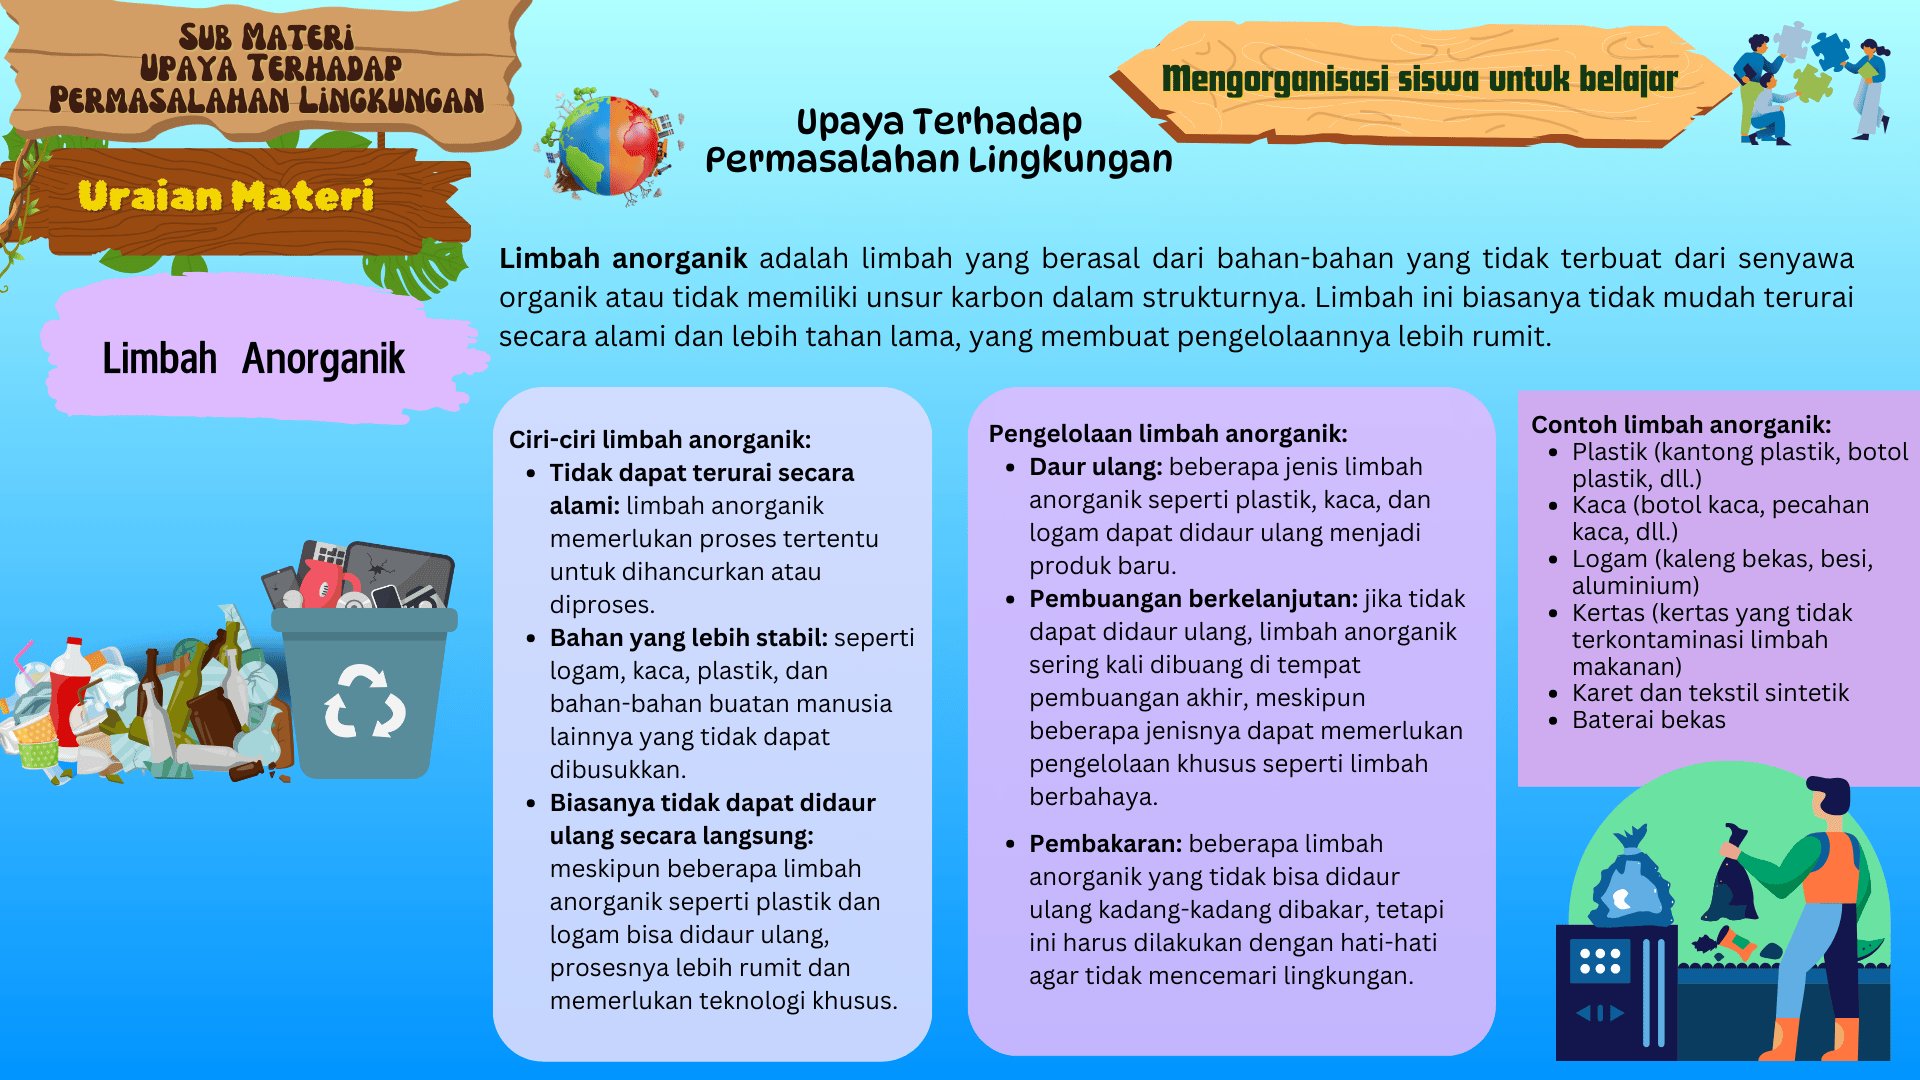 Sub Materi
Upaya Terhadap
Permasalahan Lingkungan
Uraian Materi
Limbah Anorganik
Upaya Terhadap
Permasalahan Lingkungan
Mengorganisasi siswa untuk belajar
Limbah anorganik adalah limbah yang berasal dari bahan-bahan yang tidak terbuat dari senyawa
organik atau tidak memiliki unsur karbon dalam strukturnya. Limbah ini biasanya tidak mudah terurai
secara alami dan lebih tahan lama, yang membuat pengelolaannya lebih rumit.
Ciri-ciri limbah anorganik:
• Tidak dapat terurai secara
alami: limbah anorganik
memerlukan proses tertentu
untuk dihancurkan atau
diproses.
• Bahan yang lebih stabil: seperti
logam, kaca, plastik, dan
bahan-bahan buatan manusia
lainnya yang tidak dapat
dibusukkan.
• Biasanya tidak dapat didaur
ulang secara langsung:
meskipun beberapa limbah
anorganik seperti plastik dan
logam bisa didaur ulang,
prosesnya lebih rumit dan
memerlukan teknologi khusus.
Pengelolaan limbah anorganik:
• Daur ulang: beberapa jenis limbah
anorganik seperti plastik, kaca, dan
logam dapat didaur ulang menjadi
produk baru.
• Pembuangan berkelanjutan: jika tidak
dapat didaur ulang, limbah anorganik
sering kali dibuang di tempat
pembuangan akhir, meskipun
beberapa jenisnya dapat memerlukan
pengelolaan khusus seperti limbah
berbahaya.
• Pembakaran: beberapa limbah
anorganik yang tidak bisa didaur
ulang kadang-kadang dibakar, tetapi
ini harus dilakukan dengan hati-hati
agar tidak mencemari lingkungan.
Contoh limbah anorganik:
• Plastik (kantong plastik, botol
plastik, dll.)
• Kaca (botol kaca, pecahan
kaca, dll.)
• Logam (kaleng bekas, besi,
aluminium)
• Kertas (kertas yang tidak
terkontaminasi limbah
makanan)
• Karet dan tekstil sintetik
• Baterai bekas